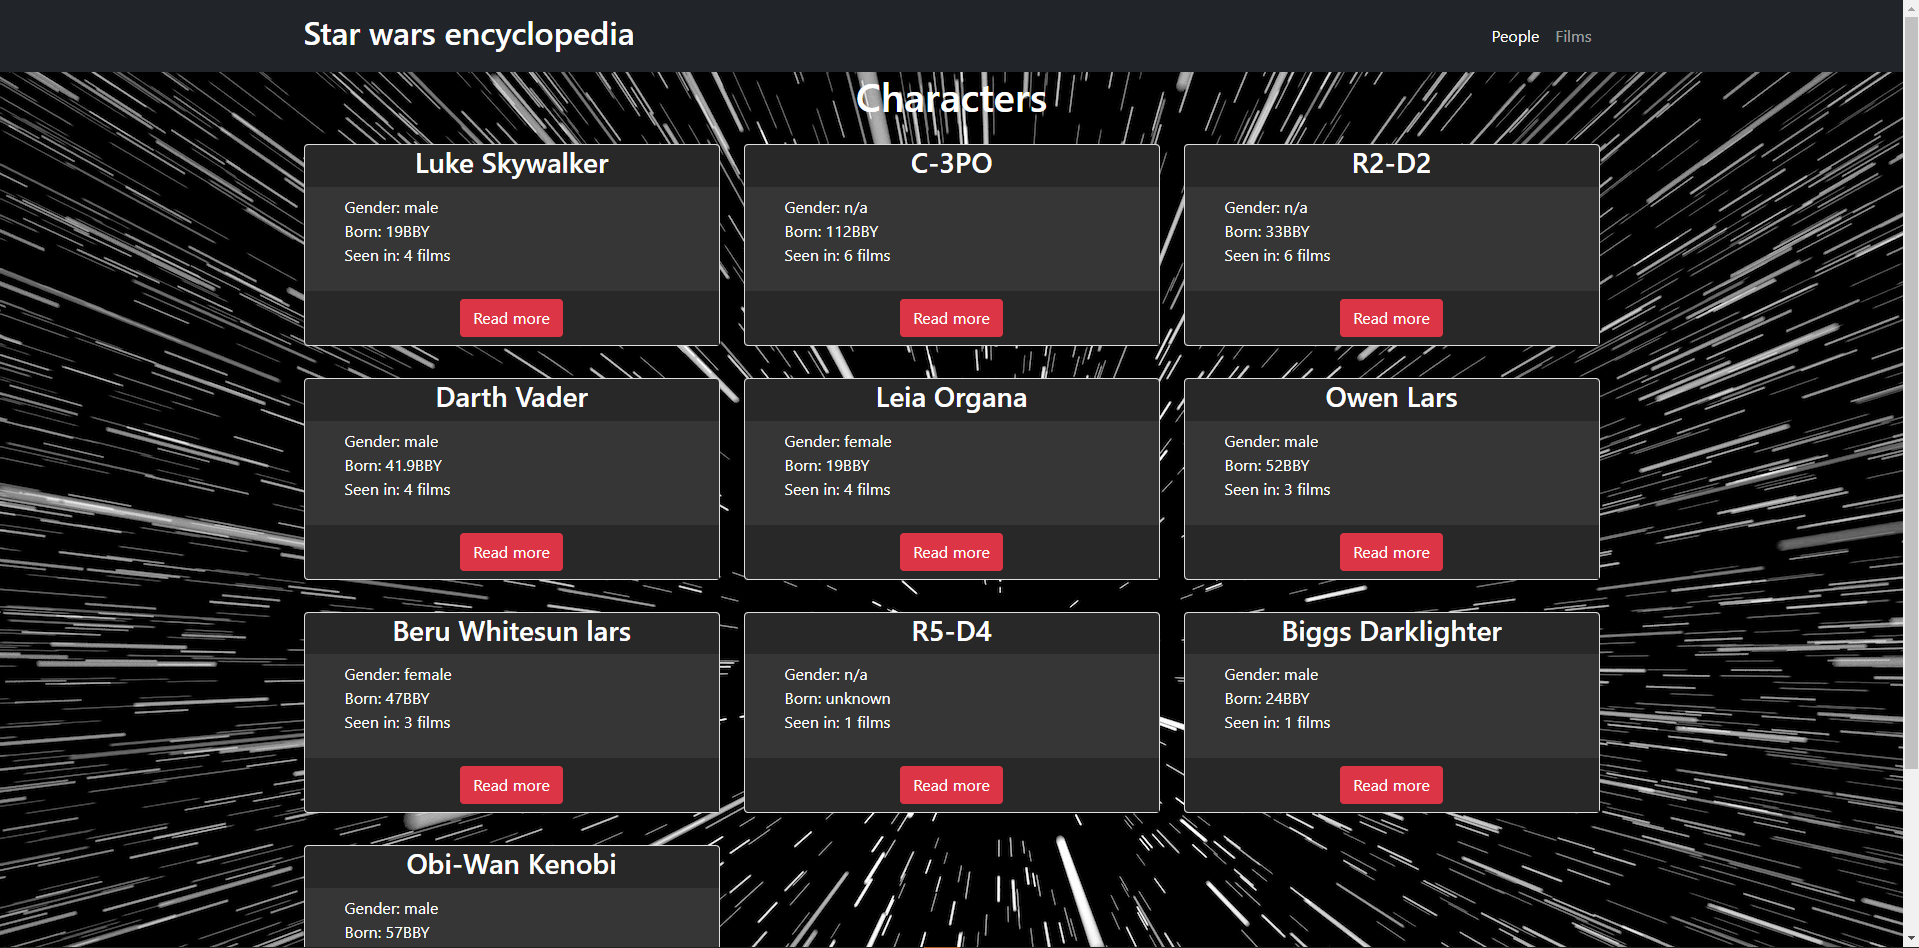 Star wars encyclopedia
People Films
Characters
Luke Skywalker
Gender: male
Born: 19BBY
Seen in: 4 films
Read more
C-3PO
Gender: n/a
Born: 112BBY
Seen in: 6 films
Read more
R2-D2
Gender: n/a
Born: 33BBY
Seen in: 6 films
Read more
Darth Vader
Gender: male
Born: 41.9BBY
Seen in: 4 films
Read more
Leia Organa
Gender: female
Born: 19BBY
Seen in: 4 films
Read more
Owen Lars
Gender: male
Born: 52BBY
Seen in: 3 films
Read more
Beru Whitesun lars
Gender: female
Born: 47BBY
Seen in: 3 films
Read more
R5-D4
Gender: n/a
Born: unknown
Seen in: 1 films
Read more
Biggs Darklighter
Gender: male
Born: 24BBY
Seen in: 1 films
Read more
Obi-Wan Kenobi
Gender: male
Born: 57BBY